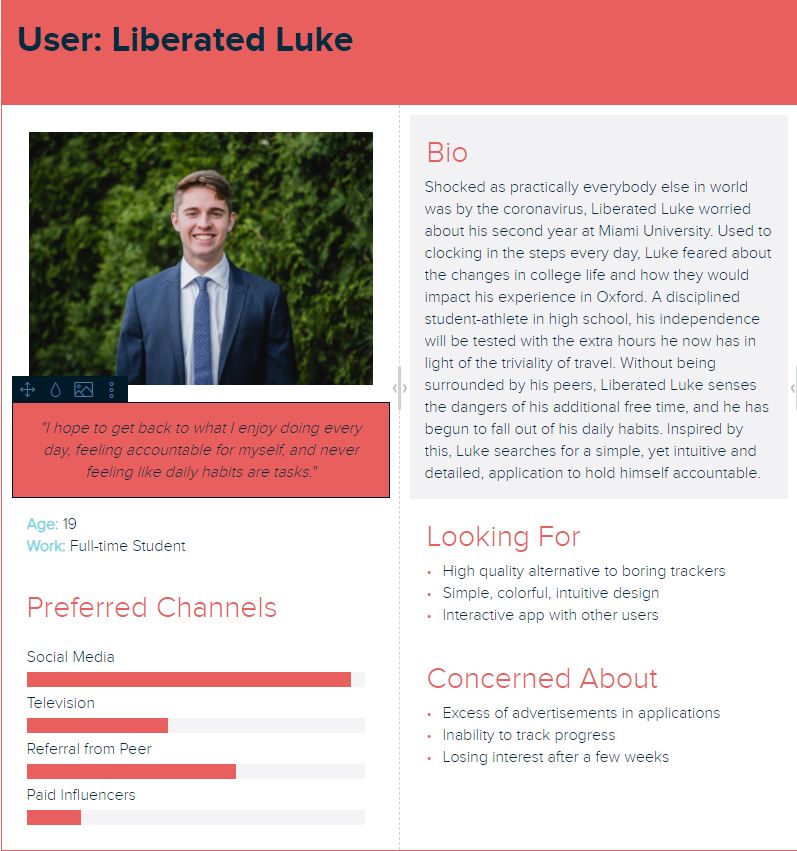 User: Liberated Luke
"I hope to get back to what I enjoy doing every
day, feeling accountable for myself, and never
feeling like daily habits are tasks."
Age: 19
Work: Full-time Student
Preferred Channels
Social Media
Television
Referral from Peer
Paid Influencers
Bio
Shocked as practically everybody else in world
was by the coronavirus, Liberated Luke worried
about his second year at Miami University. Used to
clocking in the steps every day, Luke feared about
the changes in college life and how they would
impact his experience in Oxford. A disciplined
student-athlete in high school, his independence
will be tested with the extra hours he now has in
light of the triviality of travel. Without being
surrounded by his peers, Liberated Luke senses
the dangers of his additional free time, and he has
begun to fall out of his daily habits. Inspired by
this, Luke searches for a simple, yet intuitive and
detailed, application to hold himself accountable.
Looking For
• High quality alternative to boring trackers
• Simple, colorful, intuitive design
• Interactive app with other users
Concerned About
• Excess of advertisements in applications
• Inability to track progress
• Losing interest after a few weeks